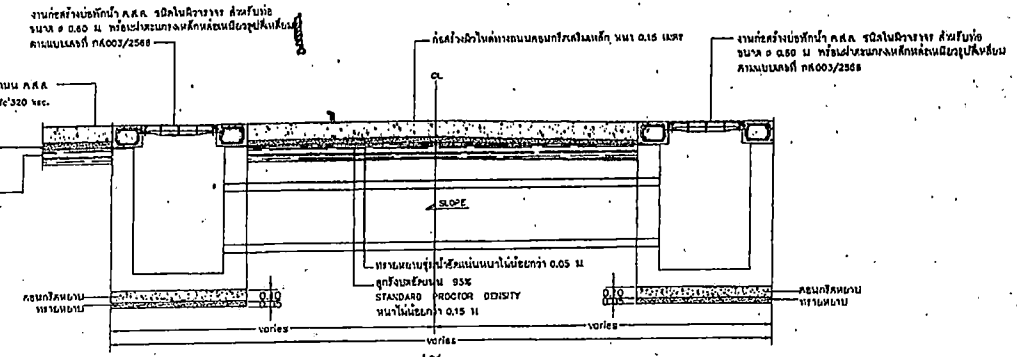 งานก่อสร้างบ่อพักน้ำ ค.ส.ล. ชนิดในผิวจราจร สำหรับท่อ
ขนาด ø 0.60 ม พร้อมฝาตะแกรงเหล็กหล่อเหนียวรูปสี่เหลี่ยม
ตามแบบเลขที่ กค003/2568
ก่อสร้างผิวใหม่ทางถนนคอนกรีตเสริมเหล็ก หนา 0.15 เมตร
งานก่อสร้างบ่อพักน้ำ ค.ส.ล. ชนิดในผิวจราจร สำหรับท่อ
ขนาด ø 0.60 ม พร้อมฝาตะแกรงเหล็กหล่อเหนียวรูปสี่เหลี่ยม
ตามแบบเลขที่ กค003/2568
ถนน ค.ส.ล.
fc'320 ksc.
CL
SLOPE
ทรายหยาบชุ่มน้ำอัดแน่นหนาไม่น้อยกว่า 0.05 ม
ลูกรังบดอัดแน่น 95%
STANDARD PROCTOR DENSITY
หนาไม่น้อยกว่า 0.15 ม
คอนกรีตหยาบ
ทรายหยาบ
0.10
0.15
0.10
0.15
คอนกรีตหยาบ
ทรายหยาบ
varies
varies
varies